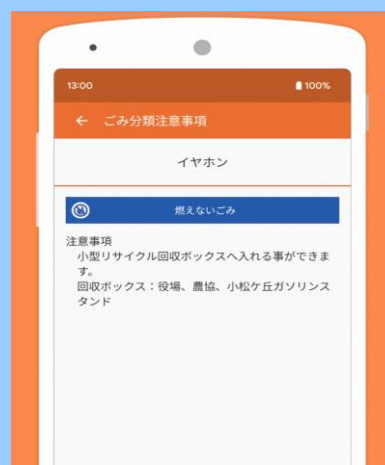 13:00 100%
← ごみ分類注意事項
イヤホン
燃えないごみ
注意事項
小型リサイクル回収ボックスへ入れる事ができま
す。
回収ボックス：役場、農協、小松ケ丘ガソリンス
タンド